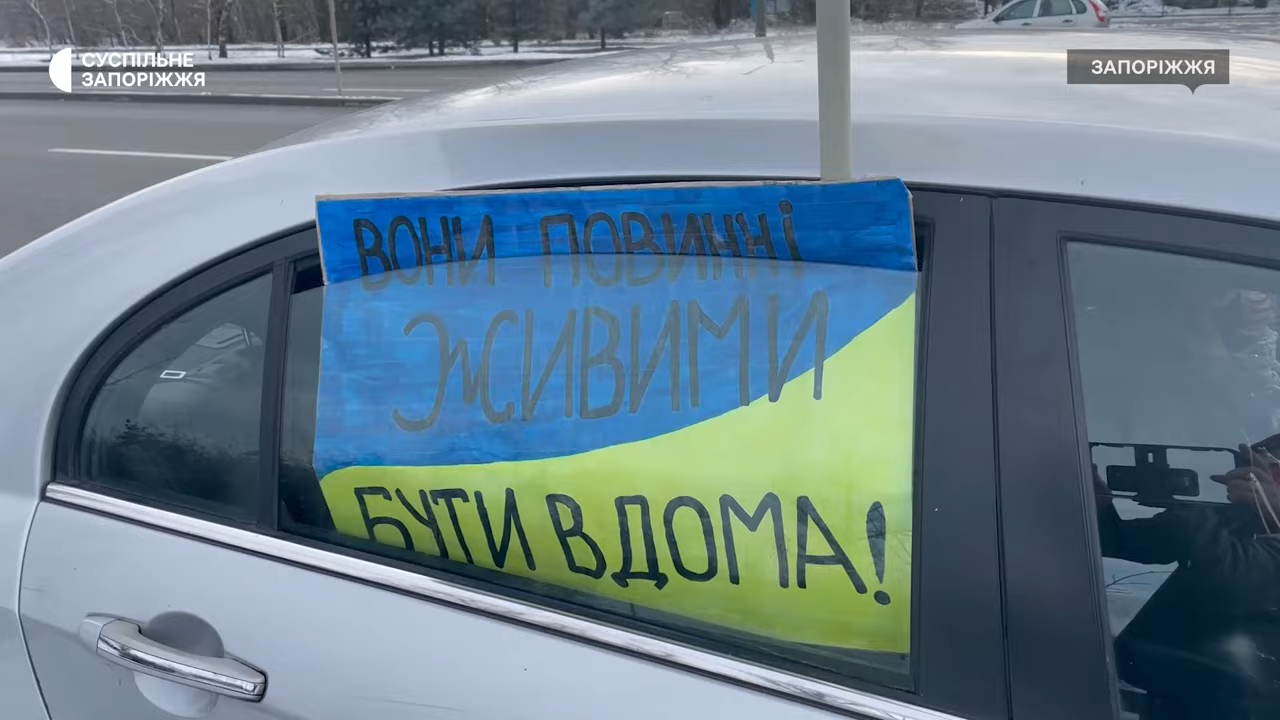 СУСПІЛЬНЕ
ЗАПОРІЖЖЯ
ЗАПОРІЖЖЯ
ВОНИ ПОВИННІ
ЖИВИМИ
БУТИ ВДОМА!